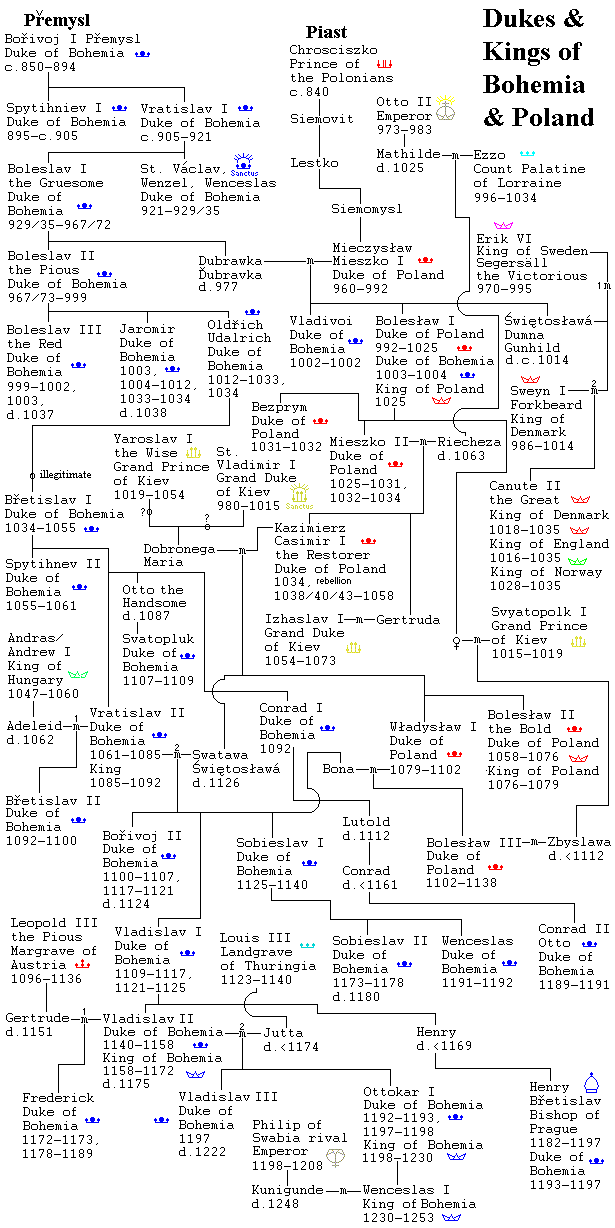 Dukes &
Kings of
Bohemia
& Poland
Přemysl
Bořivoj I Přemysl
Duke of Bohemia
c.850–894
Spytihniev I
Duke of Bohemia
895–c.905
Vratislav I
Duke of Bohemia
c.905–921
Boleslav I
the Gruesome
Duke of
Bohemia
929/35–967/72
St. Václav,
Wenzel, Wenceslas
Duke of Bohemia
921–929/35
Sanctus
Piast
Chrosciszko
Prince of
the Polonians
c.840
Siemovit
Lestko
Siemomysl
Otto II
Emperor
973–983
Mathilde
d.1025
m
Ezzo
Count Palatine
of Lorraine
996–1034
Boleslav II
the Pious
Duke of Bohemia
967/73–999
Dubrawka
Ďubravka
d.977
m
Mieczysław
Mieszko I
Duke of Poland
960–992
Erik VI
King of Sweden
Segersäll
the Victorious
970–995
1m
Boleslav III
the Red
Duke of
Bohemia
999–1002,
1003,
d.1037
Jaromir
Duke of
Bohemia
1003,
1004–1012,
1033–1034
d.1038
Oldřich
Udalrich
Duke of
Bohemia
1012–1033,
1034
Vladivoi
Duke of
Bohemia
1002–1002
Bolesław I
Duke of Poland
992–1025
Duke of Bohemia
1003–1004
King of Poland
1025
Świętosławá
Dumna
Gunhild
d.c.1014
2
m
Sweyn I
Forkbeard
King of
Denmark
986–1014
illegitimate
Yaroslav I
the Wise
Grand Prince
of Kiev
1019–1054
St.
Vladimir I
Grand Duke
of Kiev
980–1015
Sanctus
Bezprym
Duke of
Poland
1031–1032
Mieszko II
Duke of
Poland
1025–1031,
1032–1034
m
Riecheza
d.1063
Canute II
the Great
King of Denmark
1018–1035
King of England
1016–1035
King of Norway
1028–1035
Břetislav I
Duke of Bohemia
1034–1055
?
?
Dobronega
Maria
m
Kazimierz
Casimir I
the Restorer
Duke of Poland
1034, rebellion
1038/40/43–1058
Spytihnev II
Duke of
Bohemia
1055–1061
Otto the
Handsome
d.1087
Svatopluk
Duke of
Bohemia
1107–1109
Izhaslav I
Grand Duke
of Kiev
1054–1073
m
Gertruda
♀
m
Svyatopolk I
Grand Prince
of Kiev
1015–1019
Andras/
Andrew I
King of
Hungary
1047–1060
Adeleid
d.1062
1
m
Vratislav II
Duke of
Bohemia
1061–1085
King
1085–1092
2
m
Swatawa
Świętosławá
d.1126
Conrad I
Duke of
Bohemia
1092
Władysław I
Duke of
Poland
1079–1102
Bolesław II
the Bold
Duke of Poland
1058–1076
King of Poland
1076–1079
Bona
m
Břetislav II
Duke of
Bohemia
1092–1100
Bořivoj II
Duke of
Bohemia
1100–1107,
1117–1121
d.1124
Sobieslav I
Duke of
Bohemia
1125–1140
Lutold
d.1112
Conrad
d.<1161
Bolesław III
Duke of
Poland
1102–1138
m
Zbyslawa
d.<1112
Leopold III
the Pious
Margrave of
Austria
1096–1136
Vladislav I
Duke of
Bohemia
1109–1117,
1121–1125
Louis III
Landgrave
of Thuringia
1123–1140
Sobieslav II
Duke of
Bohemia
1173–1178
d.1180
Wenceslas
Duke of
Bohemia
1191–1192
Conrad II
Otto
Duke of
Bohemia
1189–1191
Gertrude
d.1151
1
m
Vladislav II
Duke of Bohemia
1140–1158
King of Bohemia
1158–1172
d.1175
2
m
Jutta
d.<1174
Henry
d.<1169
Frederick
Duke of
Bohemia
1172–1173,
1178–1189
Vladislav III
Duke of
Bohemia
1197
d.1222
Philip of
Swabia rival
Emperor
1198–1208
Ottokar I
Duke of Bohemia
1192–1193,
1197–1198
King of Bohemia
1198–1230
Henry
Břetislav
Bishop of
Prague
1182–1197
Duke of
Bohemia
1193–1197
Kunigunde
d.1248
m
Wenceslas I
King of Bohemia
1230–1253